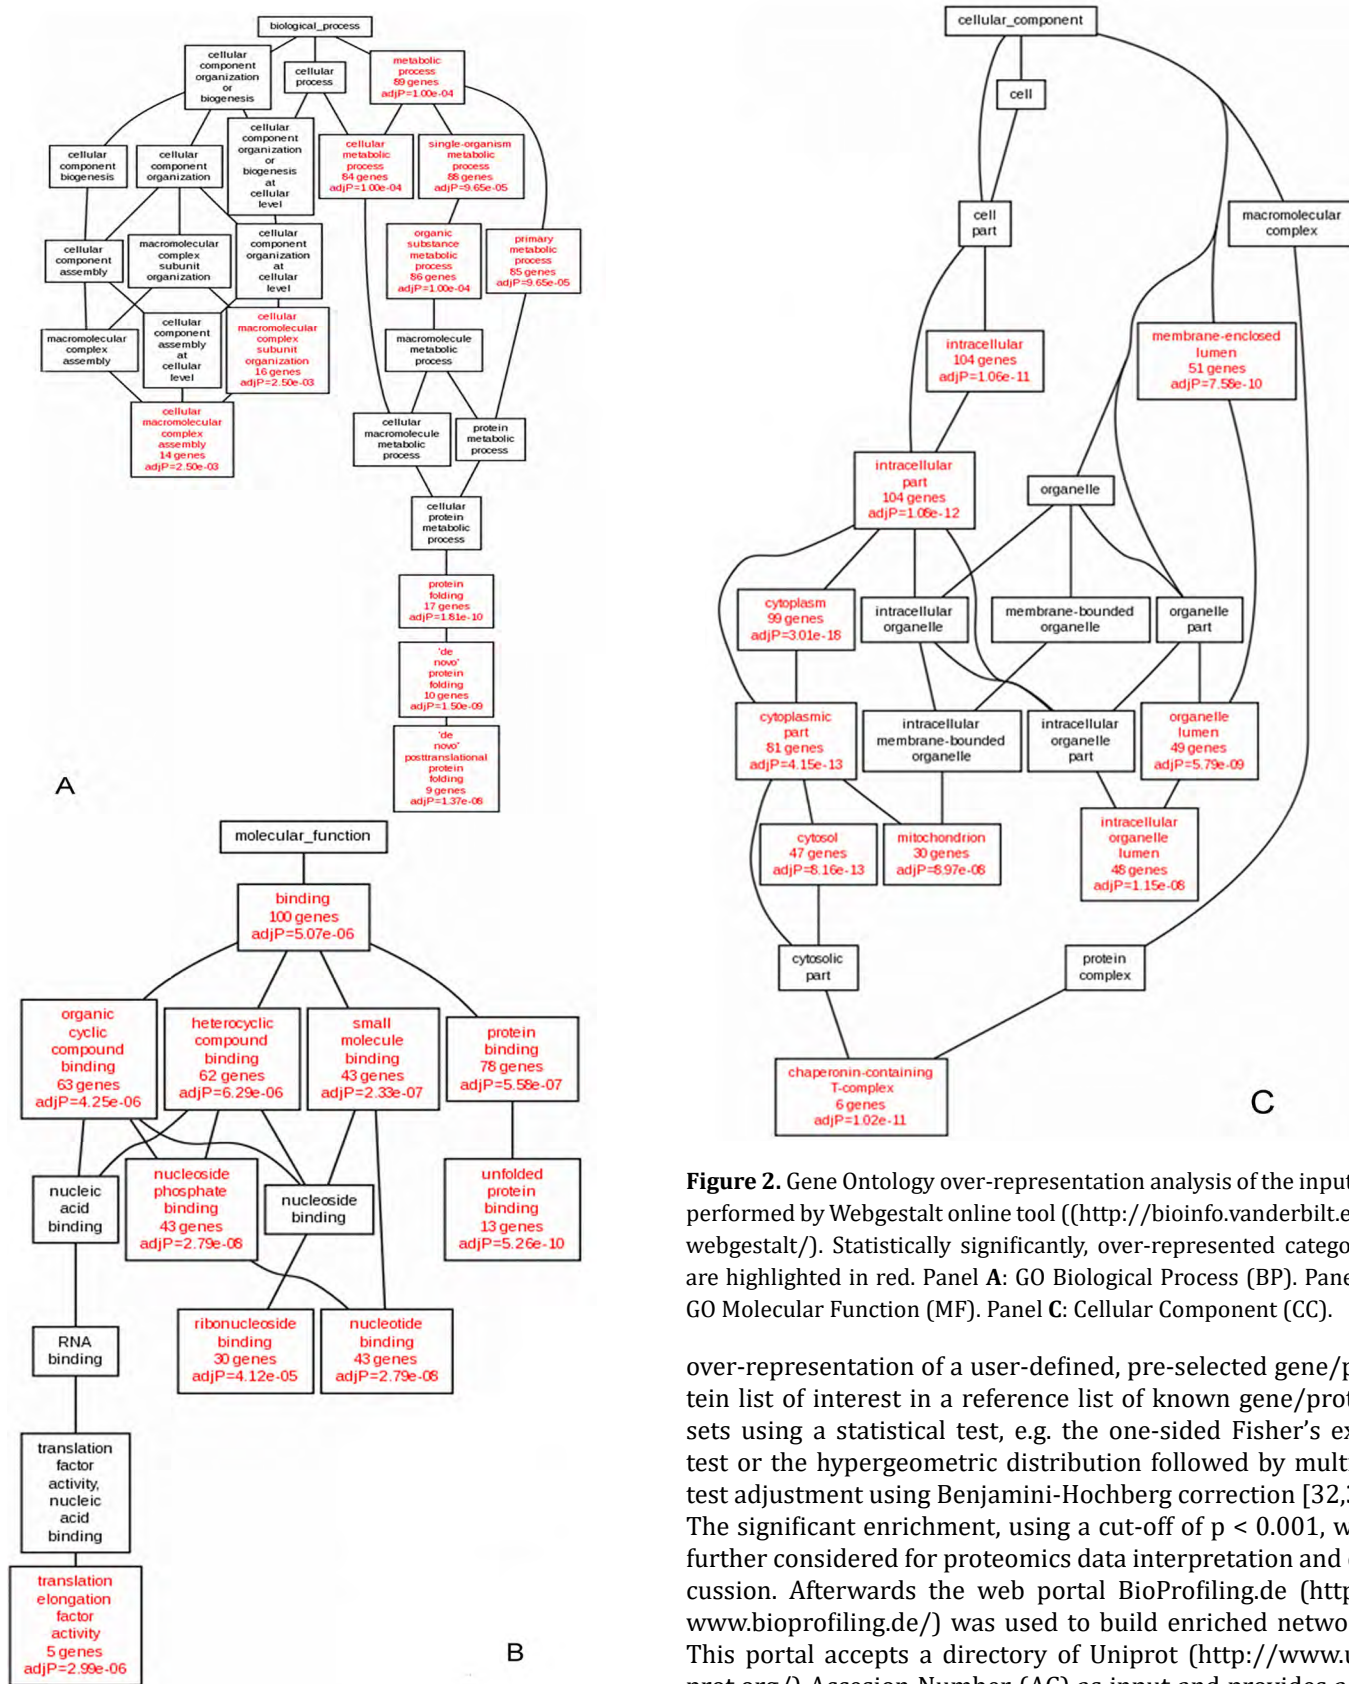 biological_process
cellular
component
organization
or
biogenesis
cellular
process
metabolic
process
89 genes
adjP=1.00e-04
cellular
component
biogenesis
cellular
component
organization
cellular
component
organization
or
biogenesis
at
cellular
level
cellular
metabolic
process
84 genes
adjP=1.00e-04
single-organism
metabolic
process
88 genes
adjP=9.65e-05
cellular
component
assembly
macromolecular
complex
subunit
organization
cellular
component
organization
at
cellular
level
organic
substance
metabolic
process
86 genes
adjP=1.00e-04
primary
metabolic
process
85 genes
adjP=9.65e-05
macromolecular
complex
assembly
cellular
component
assembly
at
cellular
level
cellular
macromolecular
complex
subunit
organization
16 genes
adjP=2.50e-03
macromolecule
metabolic
process
cellular
macromolecular
complex
assembly
14 genes
adjP=2.50e-03
cellular
macromolecule
metabolic
process
protein
metabolic
process
cellular
protein
metabolic
process
protein
folding
17 genes
adjP=1.81e-10
'de
novo'
protein
folding
10 genes
adjP=1.50e-09
'de
novo'
posttranslational
protein
folding
9 genes
adjP=1.37e-08
A
molecular_function
binding
100 genes
adjP=5.07e-06
organic
cyclic
compound
binding
63 genes
adjP=4.25e-06
heterocyclic
compound
binding
62 genes
adjP=6.29e-06
small
molecule
binding
43 genes
adjP=2.33e-07
protein
binding
78 genes
adjP=5.58e-07
nucleic
acid
binding
nucleoside
phosphate
binding
43 genes
adjP=2.79e-08
nucleoside
binding
unfolded
protein
binding
13 genes
adjP=5.26e-10
RNA
binding
ribonucleoside
binding
30 genes
adjP=4.12e-05
nucleotide
binding
43 genes
adjP=2.79e-08
translation
factor
activity,
nucleic
acid
binding
translation
elongation
factor
activity
5 genes
adjP=2.99e-06
B
cellular_component
cell
cell
part
macromolecular
complex
intracellular
104 genes
adjP=1.06e-11
membrane-enclosed
lumen
51 genes
adjP=7.58e-10
intracellular
part
104 genes
adjP=1.08e-12
organelle
cytoplasm
99 genes
adjP=3.01e-18
intracellular
organelle
membrane-bounded
organelle
organelle
part
cytoplasmic
part
81 genes
adjP=4.15e-13
intracellular
membrane-bounded
organelle
intracellular
organelle
part
organelle
lumen
49 genes
adjP=5.79e-09
cytosol
47 genes
adjP=8.16e-13
mitochondrion
30 genes
adjP=8.97e-08
intracellular
organelle
lumen
48 genes
adjP=1.15e-08
cytosolic
part
protein
complex
chaperonin-containing
T-complex
6 genes
adjP=1.02e-11
C
Figure 2. Gene Ontology over-representation analysis of the input
performed by Webgestalt online tool ((http://bioinfo.vanderbilt.e
webgestalt/). Statistically significantly, over-represented categor
are highlighted in red. Panel A: GO Biological Process (BP). Pane
GO Molecular Function (MF). Panel C: Cellular Component (CC).
over-representation of a user-defined, pre-selected gene/p
tein list of interest in a reference list of known gene/prot
sets using a statistical test, e.g. the one-sided Fisher's ex
test or the hypergeometric distribution followed by mult
test adjustment using Benjamini-Hochberg correction [32,
The significant enrichment, using a cut-off of p < 0.001, w
further considered for proteomics data interpretation and
cussion. Afterwards the web portal BioProfiling.de (http
www.bioprofiling.de/) was used to build enriched netwo
This portal accepts a directory of Uniprot (http://www.u